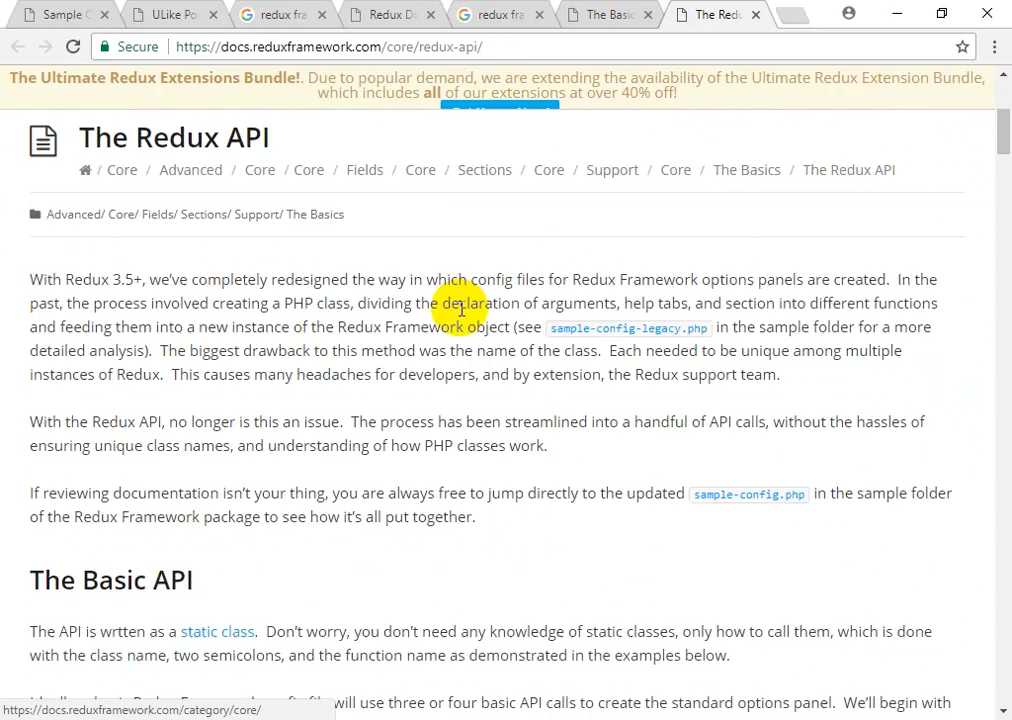 Sample C
ULike Po
redux fra
Redux D
redux fra
The Basic
The Redu
Secure
https://docs.reduxframework.com/core/redux-api/
The Ultimate Redux Extensions Bundle!. Due to popular demand, we are extending the availability of the Ultimate Redux Extension Bundle,
which includes all of our extensions at over 40% off!
The Redux API
/ Core / Advanced / Core / Core / Fields / Core / Sections / Core / Support / Core / The Basics / The Redux API
Advanced/ Core/ Fields/ Sections/ Support/ The Basics
With Redux 3.5+, we've completely redesigned the way in which config files for Redux Framework options panels are created. In the
past, the process involved creating a PHP class, dividing the declaration of arguments, help tabs, and section into different functions
and feeding them into a new instance of the Redux Framework object (see sample-config-legacy.php in the sample folder for a more
detailed analysis). The biggest drawback to this method was the name of the class. Each needed to be unique among multiple
instances of Redux. This causes many headaches for developers, and by extension, the Redux support team.
With the Redux API, no longer is this an issue. The process has been streamlined into a handful of API calls, without the hassles of
ensuring unique class names, and understanding of how PHP classes work.
If reviewing documentation isn't your thing, you are always free to jump directly to the updated sample-config.php in the sample folder
of the Redux Framework package to see how it's all put together.
The Basic API
The API is wrtten as a static class. Don't worry, you don't need any knowledge of static classes, only how to call them, which is done
with the class name, two semicolons, and the function name as demonstrated in the examples below.
will use three or four basic API calls to create the standard options panel. We'll begin with
https://docs.reduxframework.com/category/core/